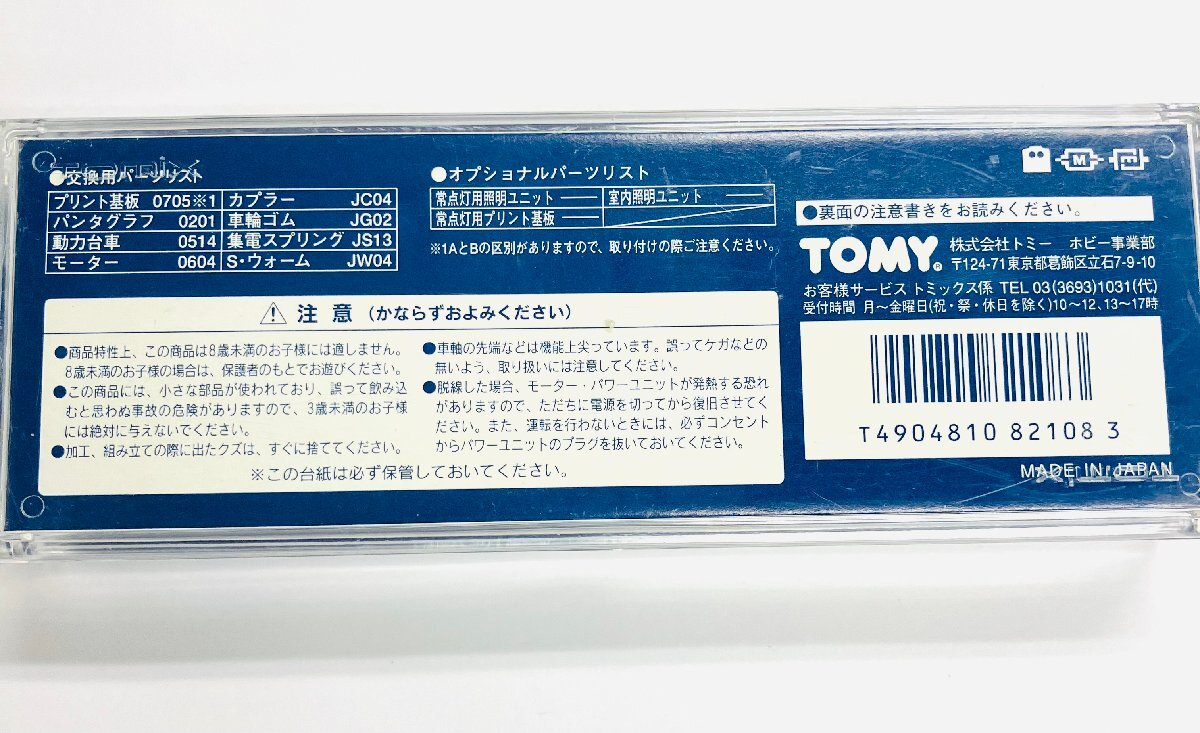 Tomix
●交換用パーツリスト
プリント基板 0705※1 カプラー JC04
パンタグラフ 0201 車輪ゴム JG02
動力台車 0514 集電スプリング JS13
モーター 0604 S・ウォーム JW04
●オプショナルパーツリスト
常点灯用照明ユニット —— 室内照明ユニット ——
常点灯用プリント基板 ——
※1AとBの区別がありますので、取り付けの際ご注意ください。
M
●裏面の注意書きをお読みください。
TOMY® 株式会社トミー ホビー事業部
〒124-71東京都葛飾区立石7-9-10
お客様サービス トミックス係 TEL 03(3693)1031(代)
受付時間 月〜金曜日(祝・祭・休日を除く)10〜12、13〜17時
T4904810 82108 3
MADE IN JAPAN
⚠ 注意 (かならずおよみください)
●商品特性上、この商品は8歳未満のお子様には適しません。
8歳未満のお子様の場合は、保護者のもとでお遊びください。
●この商品には、小さな部品が使われており、誤って飲み込
むと思わぬ事故の危険がありますので、3歳未満のお子様
には絶対に与えないでください。
●加工、組み立ての際に出たクズは、すぐに捨ててください。
●車軸の先端などは機能上尖っています。誤ってケガなどの
無いよう、取り扱いには注意してください。
●脱線した場合、モーター・パワーユニットが発熱する恐れ
がありますので、ただちに電源を切ってから復旧させてく
ださい。また、運転を行わないときには、必ずコンセント
からパワーユニットのプラグを抜いておいてください。
※この台紙は必ず保管しておいてください。